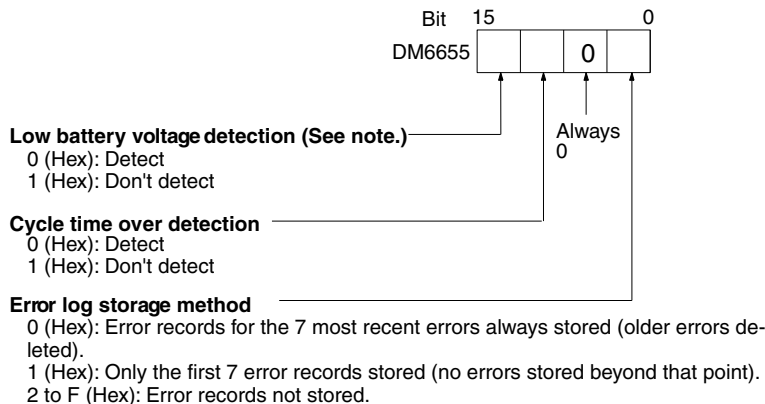 Bit 15 0
DM6655 0
Always
0
Low battery voltage detection (See note.)
0 (Hex): Detect
1 (Hex): Don't detect
Cycle time over detection
0 (Hex): Detect
1 (Hex): Don't detect
Error log storage method
0 (Hex): Error records for the 7 most recent errors always stored (older errors de-
leted).
1 (Hex): Only the first 7 error records stored (no errors stored beyond that point).
2 to F (Hex): Error records not stored.